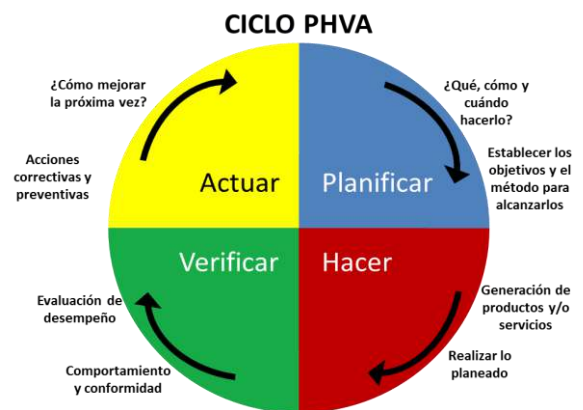 CICLO PHVA
¿Cómo mejorar
la próxima vez?
Acciones
correctivas y
preventivas
Actuar
Planificar
¿Qué, cómo y
cuándo
hacerlo?
Establecer los
objetivos y el
método para
alcanzarlos
Verificar
Hacer
Evaluación de
desempeño
Comportamiento
y conformidad
Generación de
productos y/o
servicios
Realizar lo
planeado